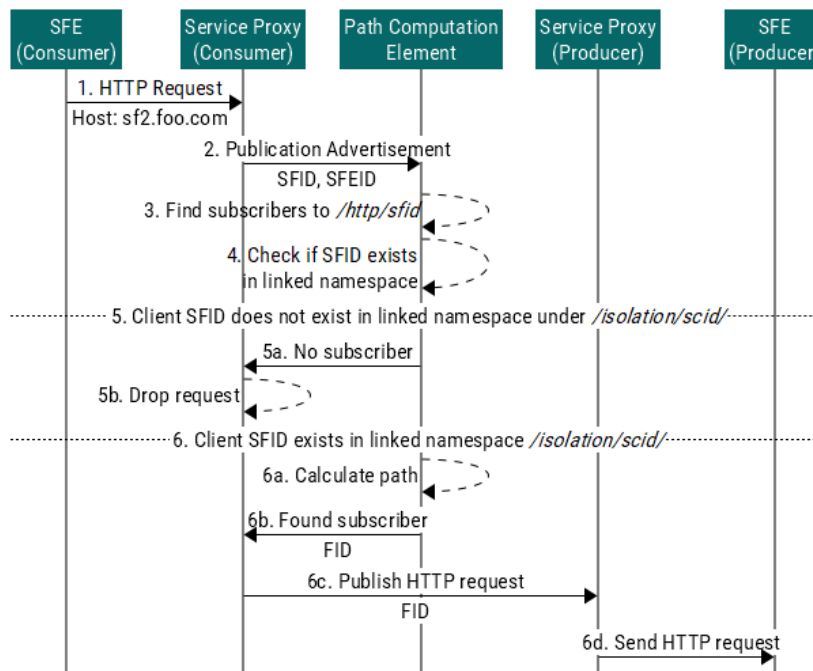 SFE
(Consumer)
Service Proxy
(Consumer)
Path Computation
Element
Service Proxy
(Producer)
SFE
(Producer
1. HTTP Request
Host: sf2.foo.com
2. Publication Advertisement
SFID, SFEID
3. Find subscribers to /http/sfid
4. Check if SFID exists
in linked namespace
5. Client SFID does not exist in linked namespace under /isolation/scid/
5a. No subscriber
5b. Drop request
6. Client SFID exists in linked namespace /isolation/scid/
6a. Calculate path
6b. Found subscriber
FID
6c. Publish HTTP request
FID
6d. Send HTTP request